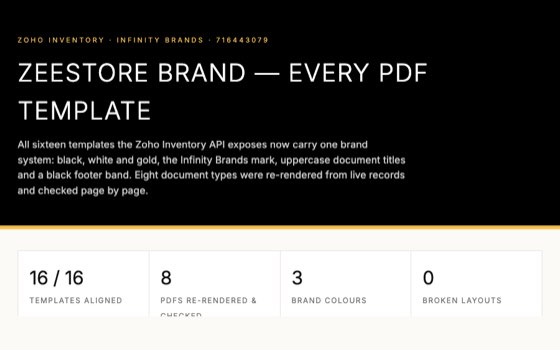 ZOHO INVENTORY · INFINITY BRANDS · 716443079
ZEESTORE BRAND — EVERY PDF
TEMPLATE
All sixteen templates the Zoho Inventory API exposes now carry one brand
system: black, white and gold, the Infinity Brands mark, uppercase document titles
and a black footer band. Eight document types were re-rendered from live records
and checked page by page.
16 / 16
TEMPLATES ALIGNED
8
PDFS RE-RENDERED &
CHECKED
3
BRAND COLOURS
0
BROKEN LAYOUTS